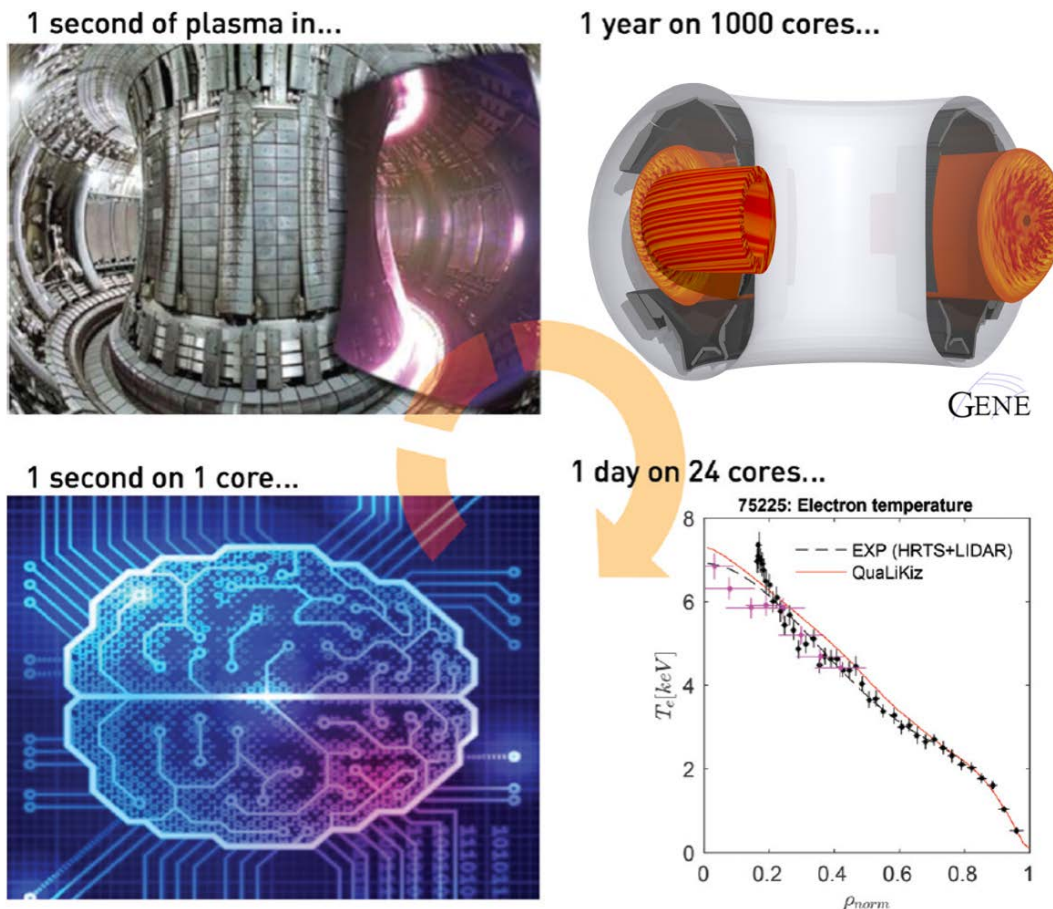 1 second of plasma in...
1 year on 1000 cores...
GENE
1 second on 1 core...
1 day on 24 cores...
75225: Electron temperature
8
6
4
2
0
T_e[keV]
EXP (HRTS+LIDAR)
QuaLiKiz
0 0.2 0.4 0.6 0.8 1
ρ_norm